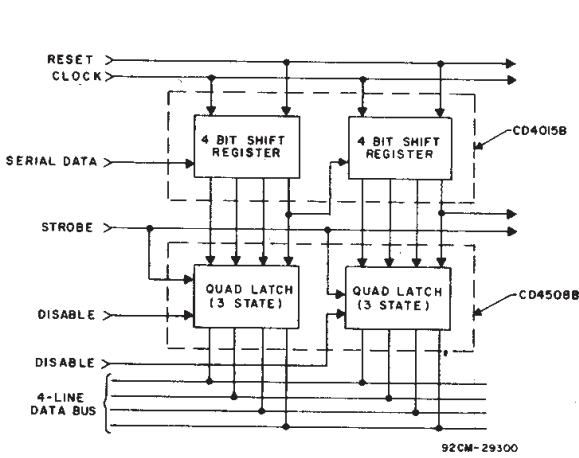 RESET
CLOCK
4 BIT SHIFT
REGISTER
4 BIT SHIFT
REGISTER
CD4015B
SERIAL DATA
STROBE
QUAD LATCH
(3 STATE)
QUAD LATCH
(3 STATE)
CD4508B
DISABLE
DISABLE
4-LINE
DATA BUS
92CM-29300